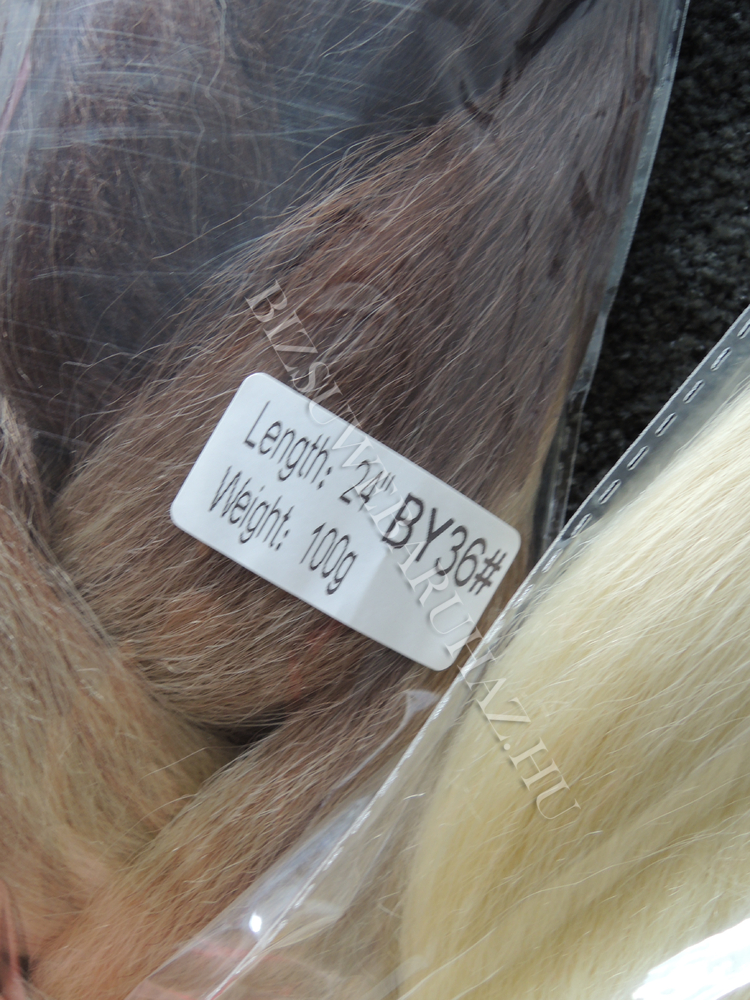 Length: 24"
Weight: 100g
BY36#
BIZSUWEBARUHAZ.HU